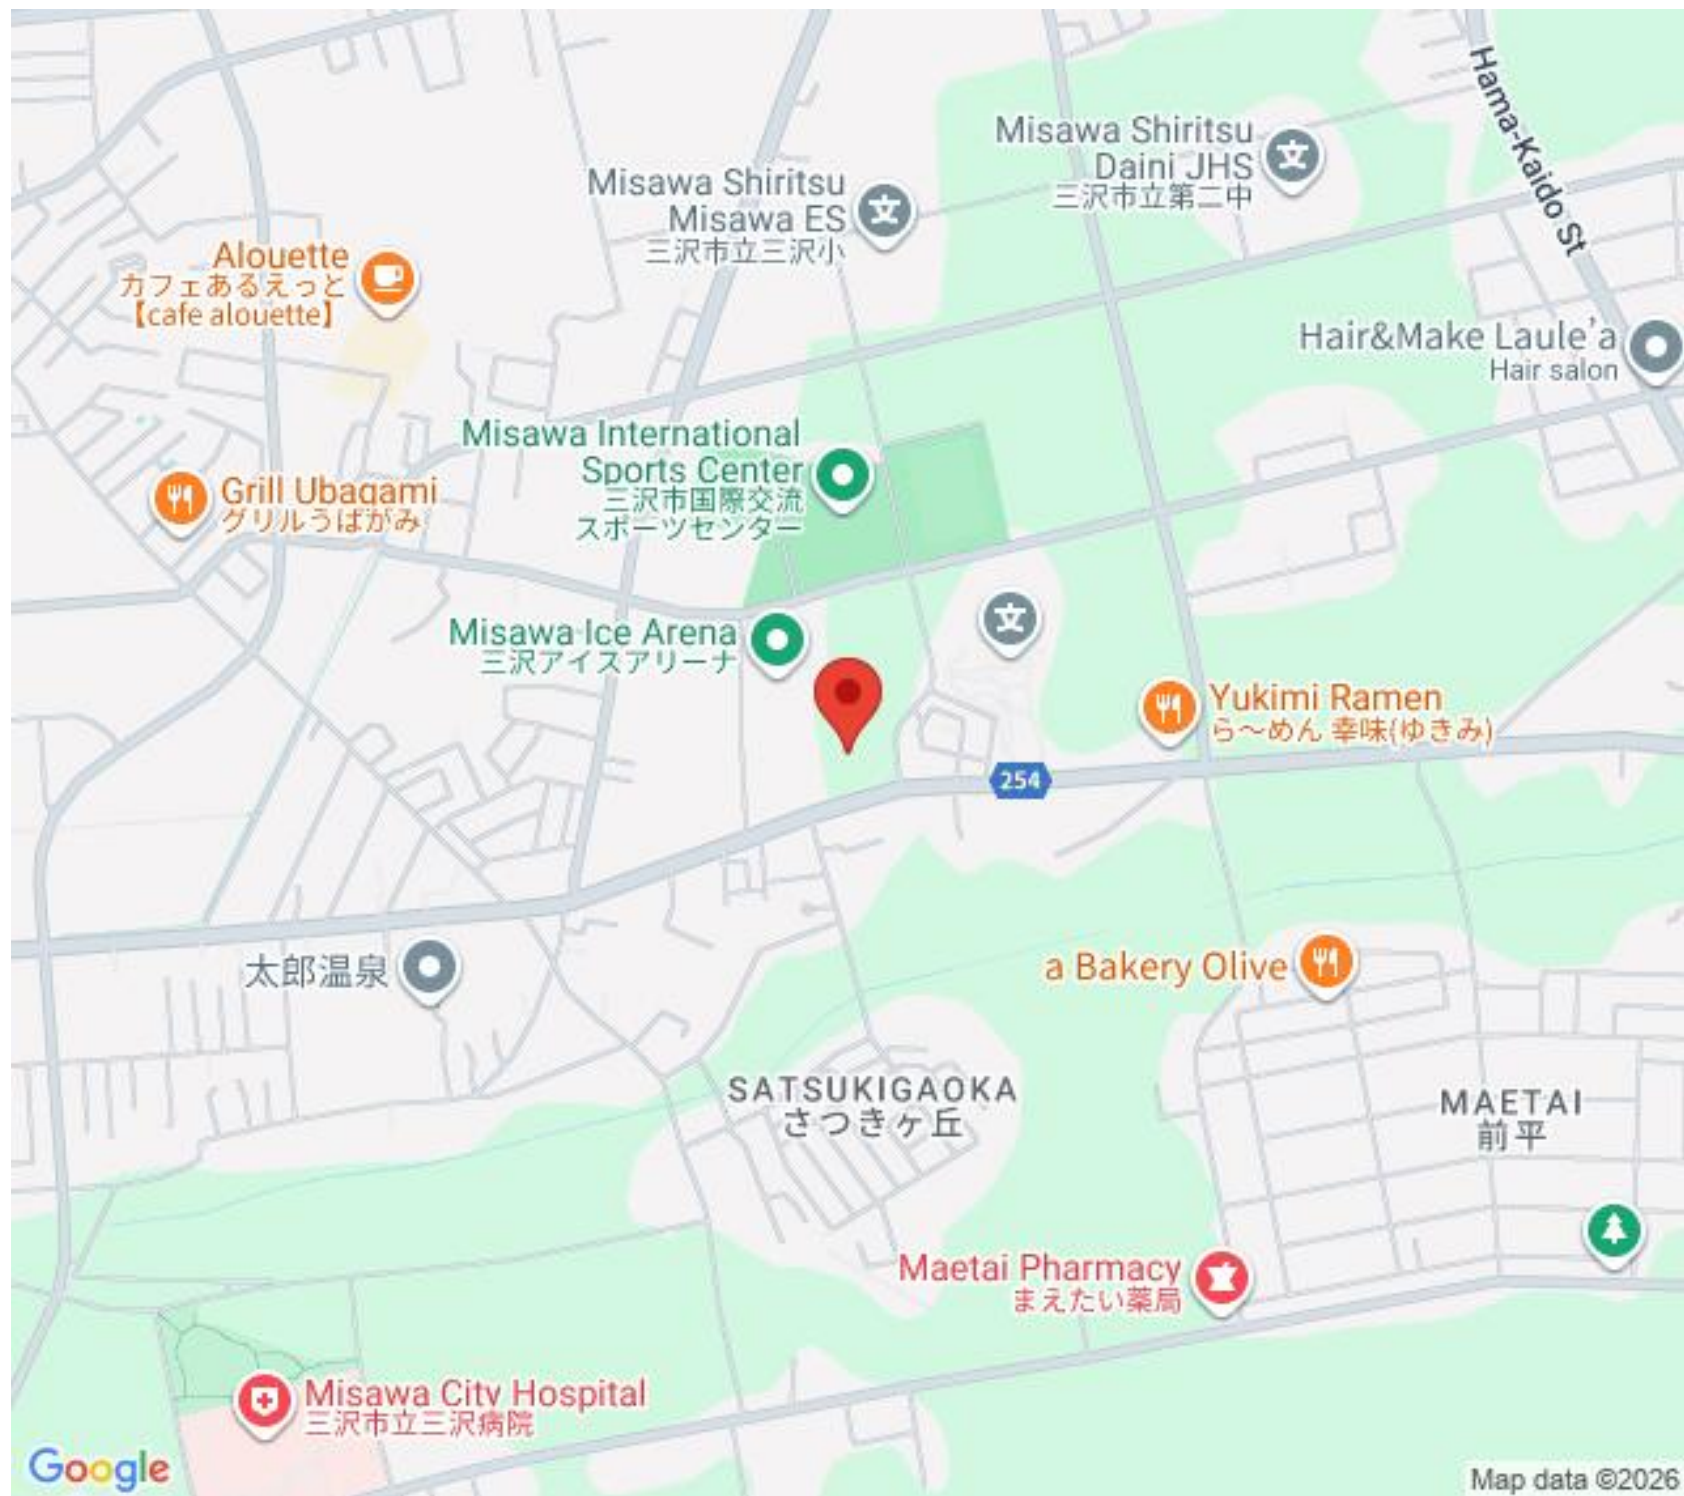 Hama-Kaido St
Misawa Shiritsu
Daini JHS
三沢市立第二中
文
Misawa Shiritsu
Misawa ES
三沢市立三沢小
文
Alouette
カフェあるえっと
【cafe alouette】
Hair&Make Laule'a
Hair salon
Misawa International
Sports Center
三沢市国際交流
スポーツセンター
Grill Ubagami
グリルうばがみ
Misawa Ice Arena
三沢アイスアリーナ
文
Yukimi Ramen
ら～めん 幸味(ゆきみ)
254
太郎温泉
a Bakery Olive
SATSUKIGAOKA
さつきヶ丘
MAETAI
前平
Maetai Pharmacy
まえたい薬局
Misawa City Hospital
三沢市立三沢病院
Google
Map data ©2026